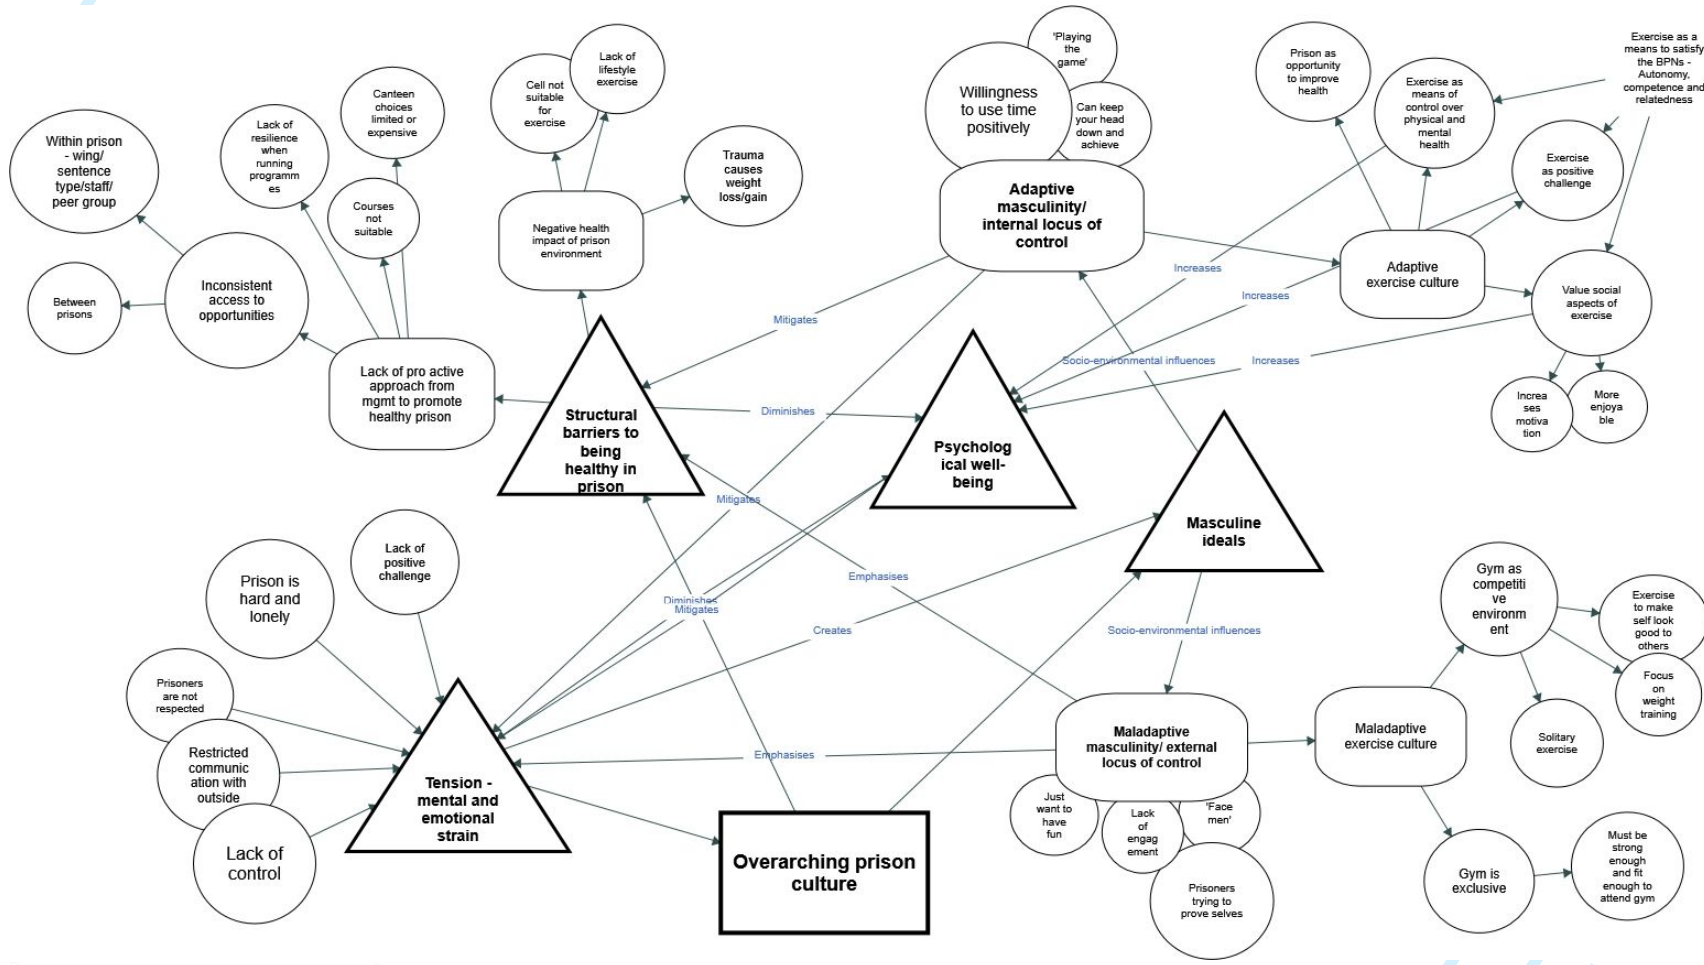 'Playing
the
game'
Willingness
to use time
positively
Can keep
your head
down and
achieve
Adaptive
masculinity/
internal locus of
control
Lack of
lifestyle
exercise
Cell not
suitable
for
exercise
Trauma
causes
weight
loss/gain
Negative health
impact of prison
environment
Canteen
choices
limited or
expensive
Lack of
resilience
when
running
programm
es
Courses
not
suitable
Within prison
- wing/
sentence
type/staff/
peer group
Between
prisons
Inconsistent
access to
opportunities
Lack of pro active
approach from
mgmt to promote
healthy prison
Structural
barriers to
being
healthy in
prison
Prison as
opportunity
to improve
health
Exercise as
means of
control over
physical and
mental
health
Exercise as a
means to satisfy
the BPNs -
Autonomy,
competence and
relatedness
Exercise
as positive
challenge
Adaptive
exercise culture
Value social
aspects of
exercise
Increa
ses
motiva
tion
More
enjoya
ble
Increases
Increases
Increases
Mitigates
Socio-environmental influences
Diminishes
Psycholog
ical well-
being
Masculine
ideals
Mitigates
Emphasises
Diminishes
Mitigates
Creates
Socio-environmental influences
Emphasises
Lack of
positive
challenge
Prison is
hard and
lonely
Prisoners
are not
respected
Restricted
communic
ation with
outside
Lack of
control
Tension -
mental and
emotional
strain
Overarching prison
culture
Maladaptive
masculinity/ external
locus of control
Just
want to
have
fun
Lack
of
engag
ement
'Face
men'
Prisoners
trying to
prove selves
Maladaptive
exercise culture
Gym as
competiti
ve
environm
ent
Exercise
to make
self look
good to
others
Focus
on
weight
training
Solitary
exercise
Gym is
exclusive
Must be
strong
enough
and fit
enough to
attend gym